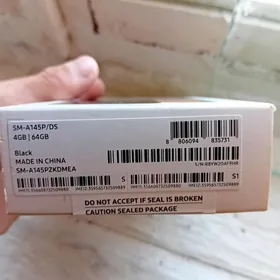 SM-A145P/DS
4GB | 64GB
8 806094 835731
Black
MADE IN CHINA
SM-A145PZKDMEA
S
S1
DO NOT ACCEPT IF SEAL IS BROKEN
CAUTION SEALED PACKAGE